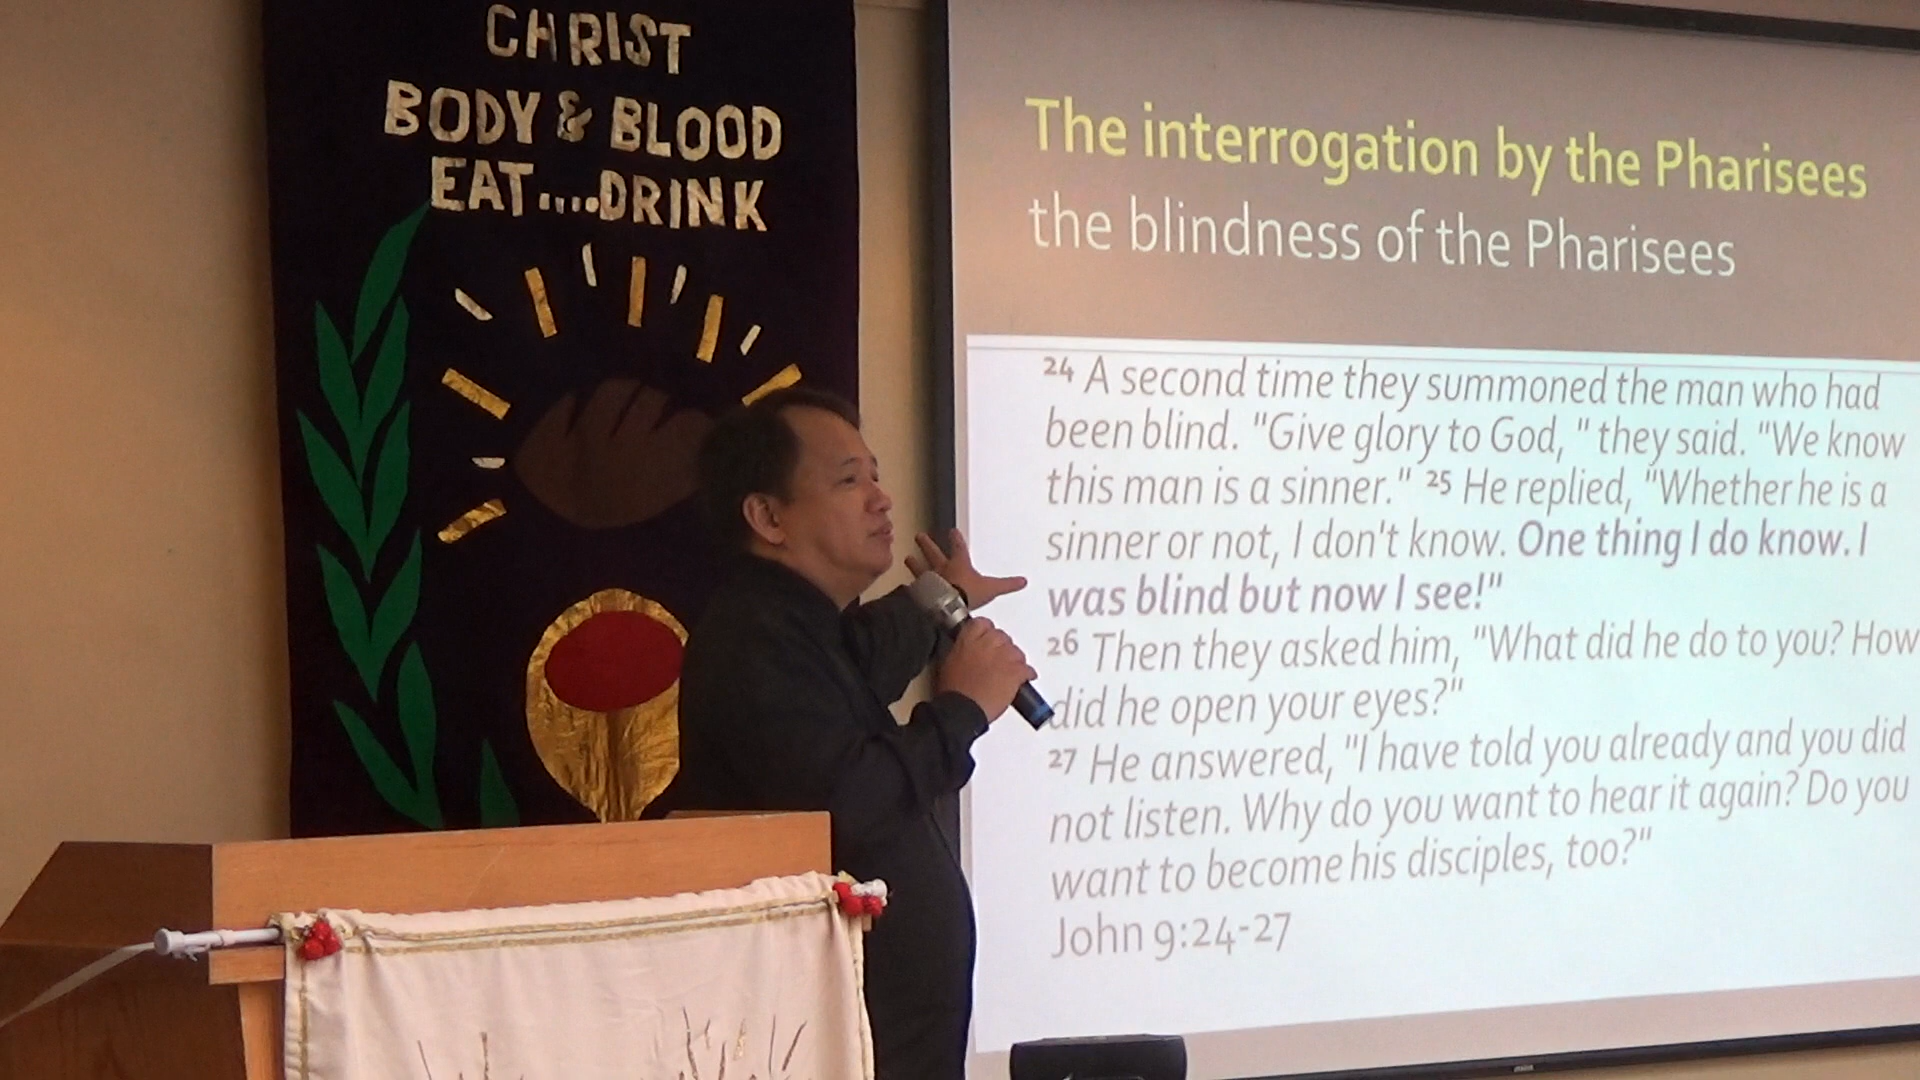 CHRIST
BODY & BLOOD
EAT....DRINK
The interrogation by the Pharisees
the blindness of the Pharisees
24 A second time they summoned the man who had
been blind. "Give glory to God, " they said. "We know
this man is a sinner." 25 He replied, "Whether he is a
sinner or not, I don't know. One thing I do know. I
was blind but now I see!"
26 Then they asked him, "What did he do to you? How
did he open your eyes?"
27 He answered, "I have told you already and you did
not listen. Why do you want to hear it again? Do you
want to become his disciples, too?"
John 9:24-27